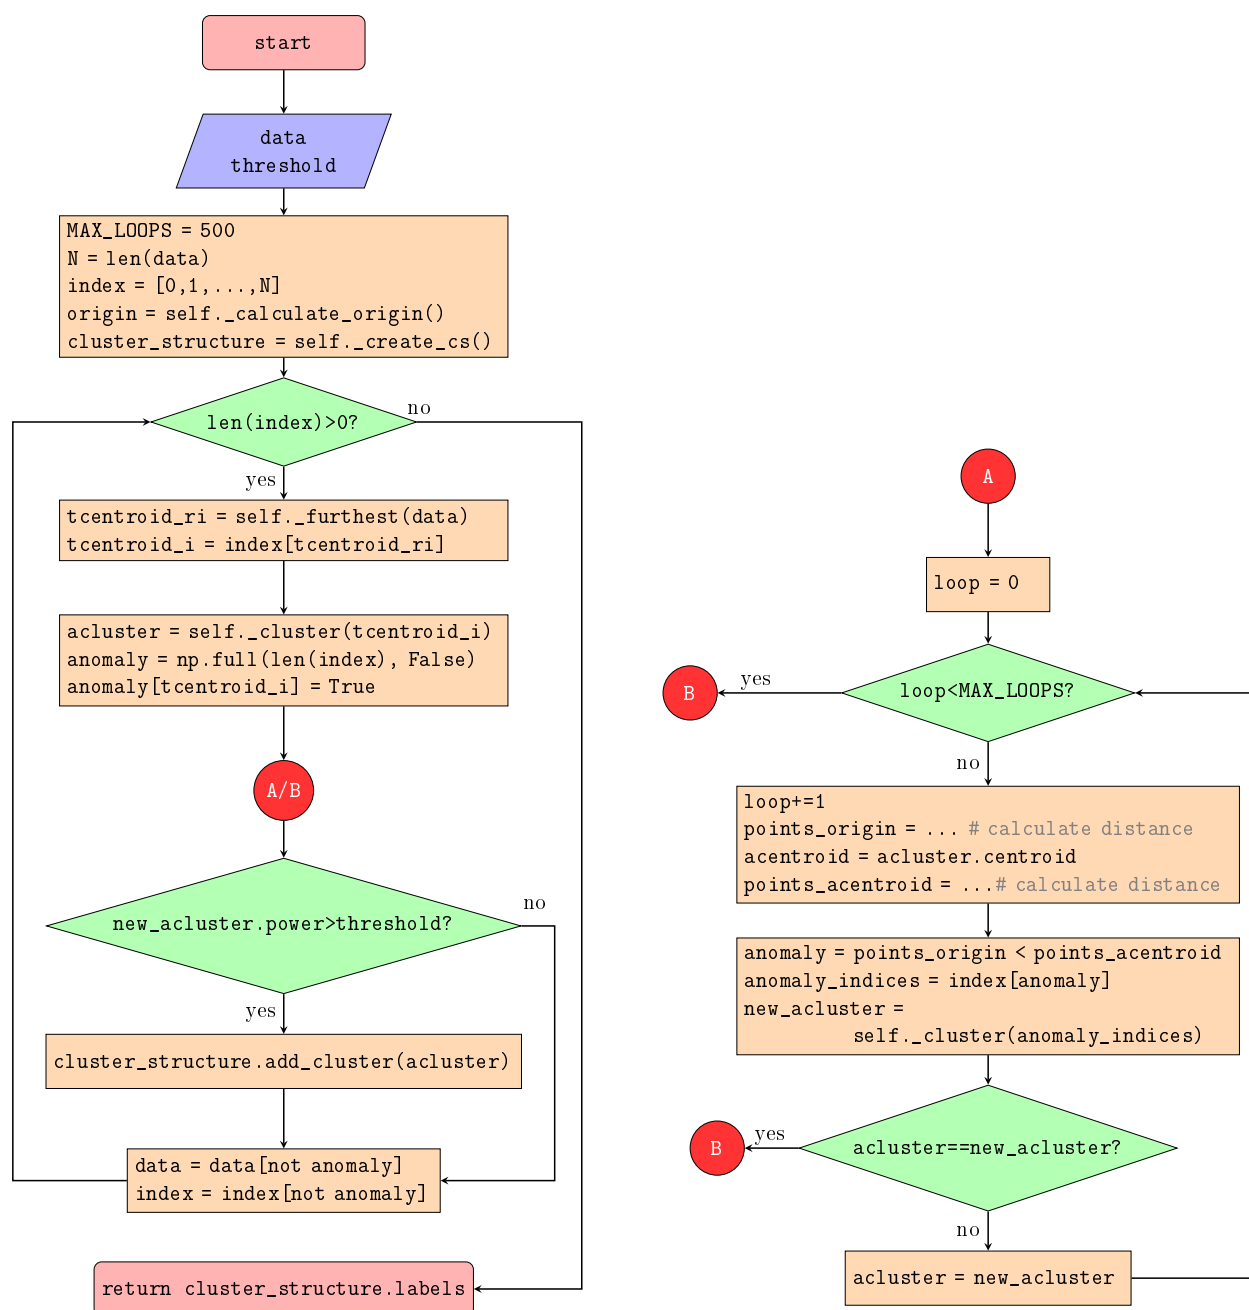 start
data
threshold
MAX_LOOPS = 500
N = len(data)
index = [0,1,...,N]
origin = self._calculate_origin()
cluster_structure = self._create_cs()
len(index)>0?
no
yes
tcentroid_ri = self._furthest(data)
tcentroid_i = index[tcentroid_ri]
acluster = self._cluster(tcentroid_i)
anomaly = np.full(len(index), False)
anomaly[tcentroid_i] = True
A/B
new_acluster.power>threshold?
no
yes
cluster_structure.add_cluster(acluster)
data = data[not anomaly]
index = index[not anomaly]
return cluster_structure.labels
A
loop = 0
loop<MAX_LOOPS?
yes
B
no
loop+=1
points_origin = ... # calculate distance
acentroid = acluster.centroid
points_acentroid = ...# calculate distance
anomaly = points_origin < points_acentroid
anomaly_indices = index[anomaly]
new_acluster =
self._cluster(anomaly_indices)
acluster==new_acluster?
yes
B
no
acluster = new_acluster